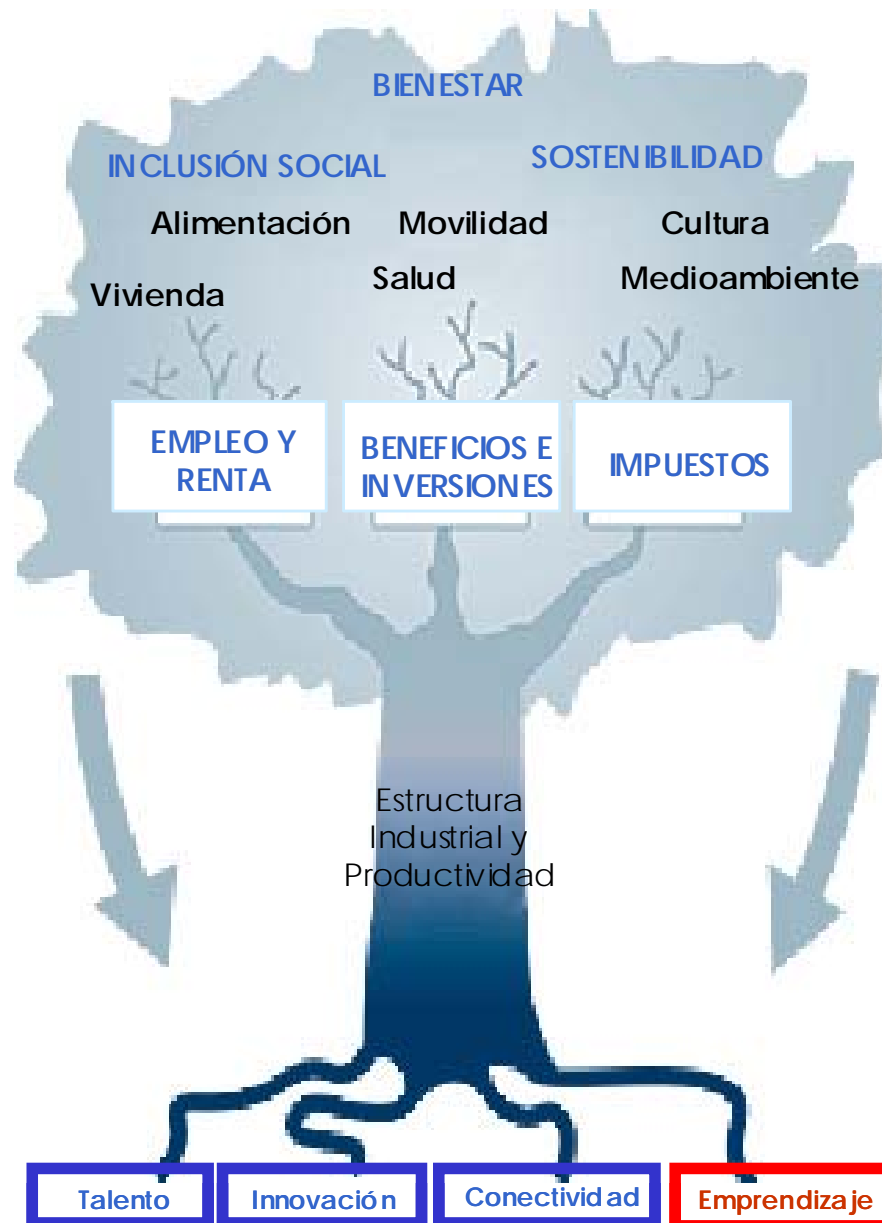 BIENESTAR
INCLUSIÓN SOCIAL
SOSTENIBILIDAD
Alimentación
Movilidad
Cultura
Vivienda
Salud
Medioambiente
EMPLEO Y
RENTA
BENEFICIOS E
INVERSIONES
IMPUESTOS
Estructura
Industrial y
Productividad
Talento
Innovación
Conectividad
Emprendizaje